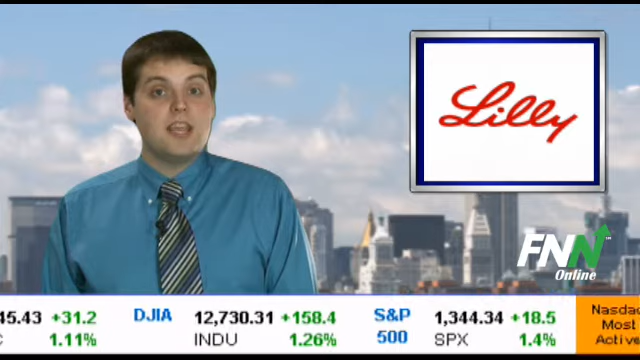 Lilly
FNN
Online
45.43 +31.2 DJIA 12,730.31 +158.4 S&P 1,344.34 +18.5 Nasdaq
C 1.11% INDU 1.26% 500 SPX 1.4% Most
Active